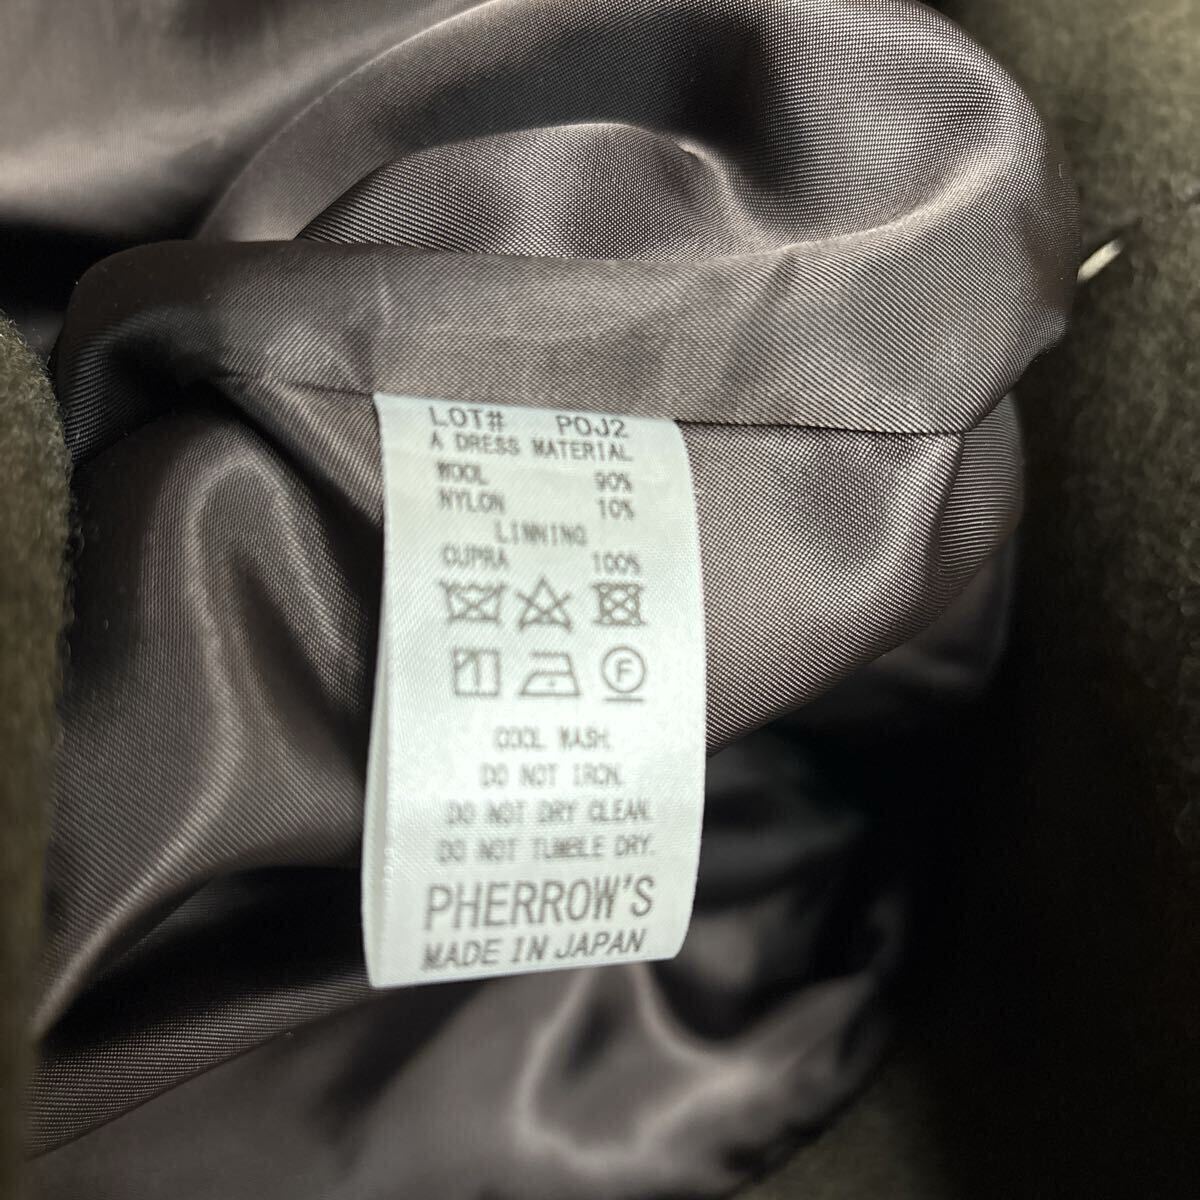 LOT# POJ2
A DRESS MATERIAL
WOOL 90%
NYLON 10%
LINNING
CUPRA 100%
F
COOL WASH.
DO NOT IRON.
DO NOT DRY CLEAN.
DO NOT TUMBLE DRY.
PHERROW'S
MADE IN JAPAN